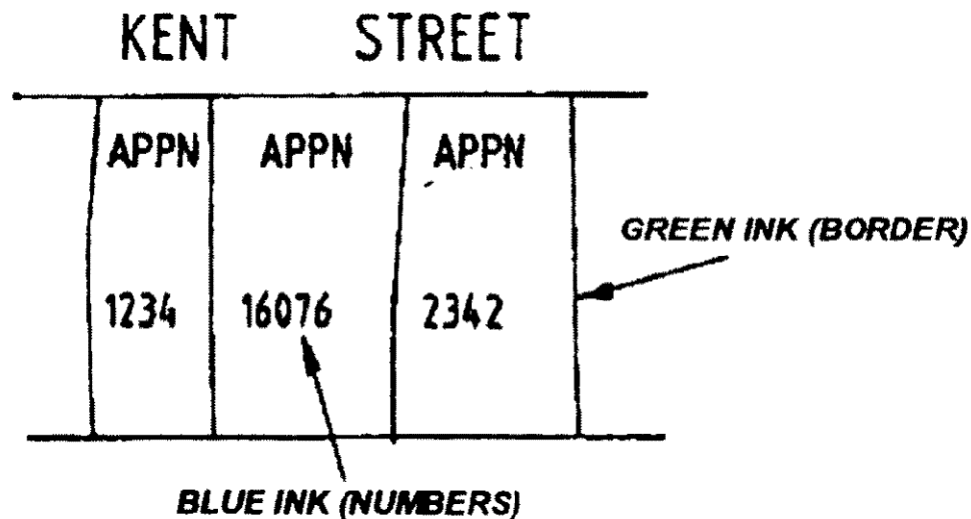 KENT STREET
APPN APPN APPN
GREEN INK (BORDER)
1234 16076 2342
BLUE INK (NUMBERS)